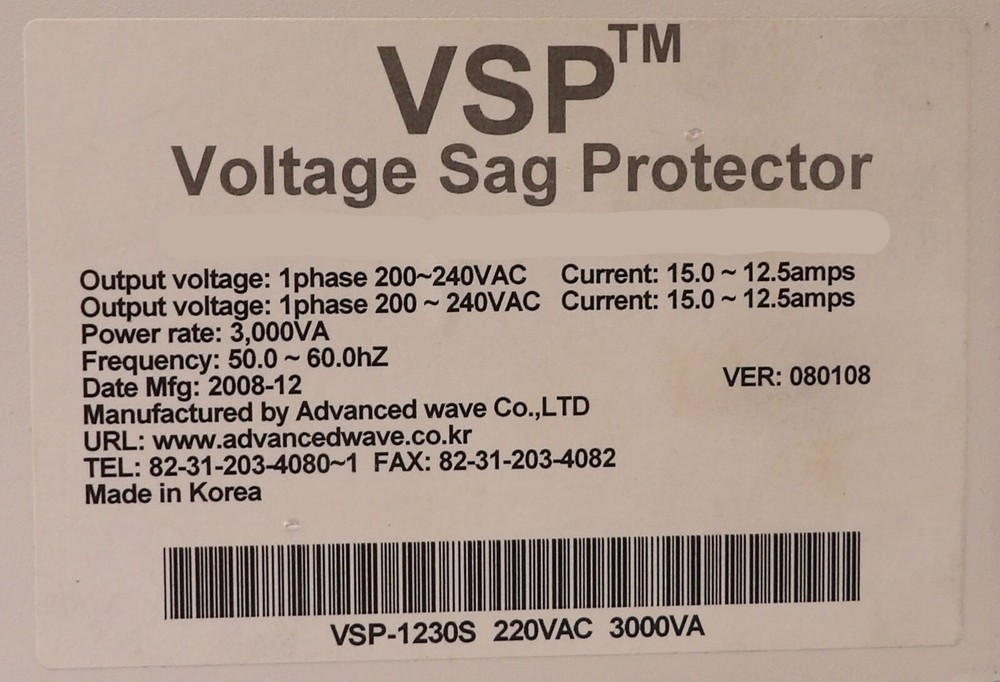 VSP™
Voltage Sag Protector
Output voltage: 1phase 200~240VAC Current: 15.0 ~ 12.5amps
Output voltage: 1phase 200 ~ 240VAC Current: 15.0 ~ 12.5amps
Power rate: 3,000VA
Frequency: 50.0 ~ 60.0hZ
Date Mfg: 2008-12
VER: 080108
Manufactured by Advanced wave Co.,LTD
URL: www.advancedwave.co.kr
TEL: 82-31-203-4080~1 FAX: 82-31-203-4082
Made in Korea
VSP-1230S 220VAC 3000VA